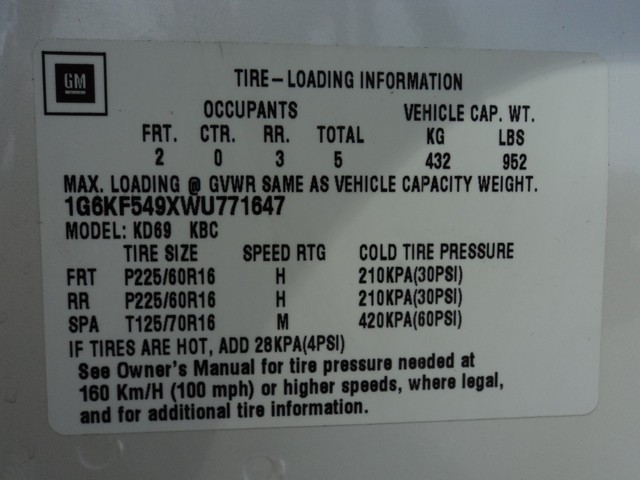 GM
TIRE-LOADING INFORMATION
OCCUPANTS VEHICLE CAP. WT.
FRT. CTR. RR. TOTAL KG LBS
2 0 3 5 432 952
MAX. LOADING @ GVWR SAME AS VEHICLE CAPACITY WEIGHT.
1G6KF549XWU771647
MODEL: KD69 KBC
TIRE SIZE SPEED RTG COLD TIRE PRESSURE
FRT P225/60R16 H 210KPA(30PSI)
RR P225/60R16 H 210KPA(30PSI)
SPA T125/70R16 M 420KPA(60PSI)
IF TIRES ARE HOT, ADD 28KPA(4PSI)
See Owner's Manual for tire pressure needed at
160 Km/H (100 mph) or higher speeds, where legal,
and for additional tire information.